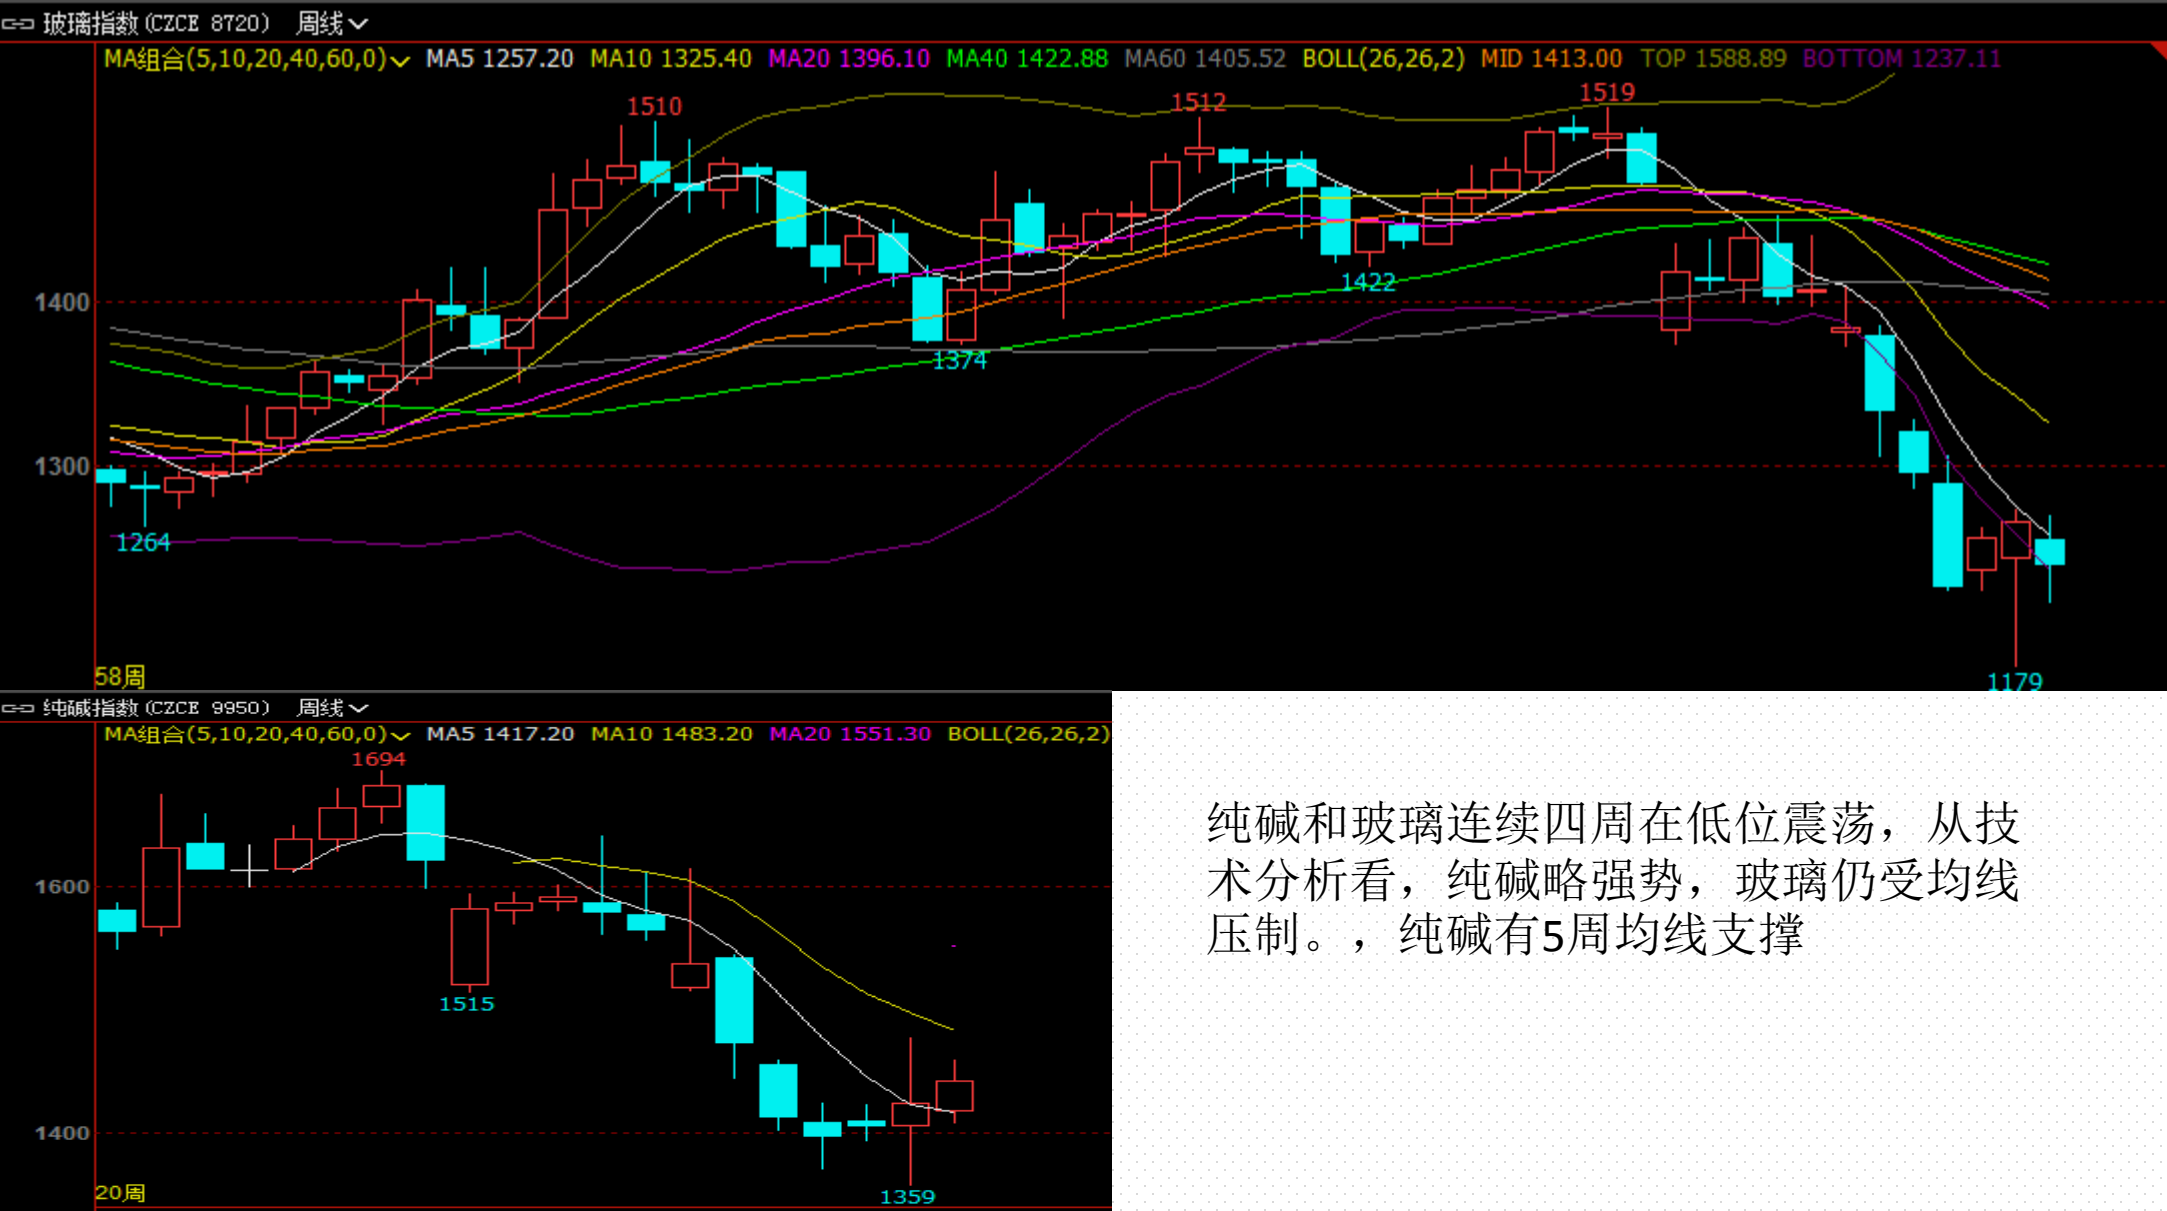 玻璃指数(CZCE 8720) 周线
MA组合(5,10,20,40,60,0) MA5 1257.20 MA10 1325.40 MA20 1396.10 MA40 1422.88 MA60 1405.52 BOLL(26,26,2) MID 1413.00 TOP 1588.89 BOTTOM 1237.11
1519
1510
1512
1422
1400
1374
1300
1264
58周
1179
纯碱指数(CZCE 9950) 周线
MA组合(5,10,20,40,60,0) MA5 1417.20 MA10 1483.20 MA20 1551.30 BOLL(26,26,2)
1694
1600
1515
1400
20周
1359
纯碱和玻璃连续四周在低位震荡，从技
术分析看，纯碱略强势，玻璃仍受均线
压制。，纯碱有5周均线支撑